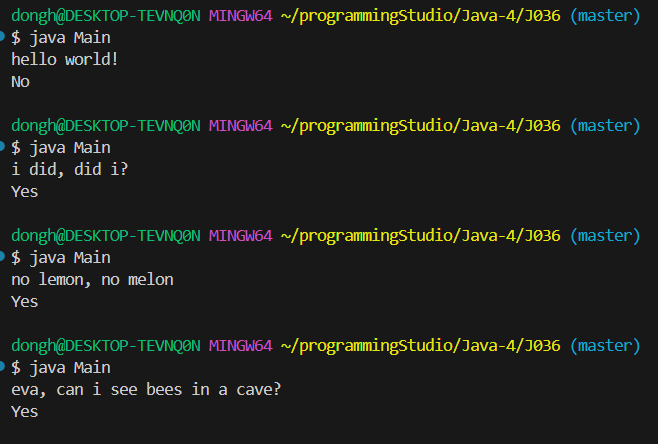 dongh@DESKTOP-TEVNQ0N MINGW64 ~/programmingStudio/Java-4/J036 (master)
$ java Main
hello world!
No
dongh@DESKTOP-TEVNQ0N MINGW64 ~/programmingStudio/Java-4/J036 (master)
$ java Main
i did, did i?
Yes
dongh@DESKTOP-TEVNQ0N MINGW64 ~/programmingStudio/Java-4/J036 (master)
$ java Main
no lemon, no melon
Yes
dongh@DESKTOP-TEVNQ0N MINGW64 ~/programmingStudio/Java-4/J036 (master)
$ java Main
eva, can i see bees in a cave?
Yes